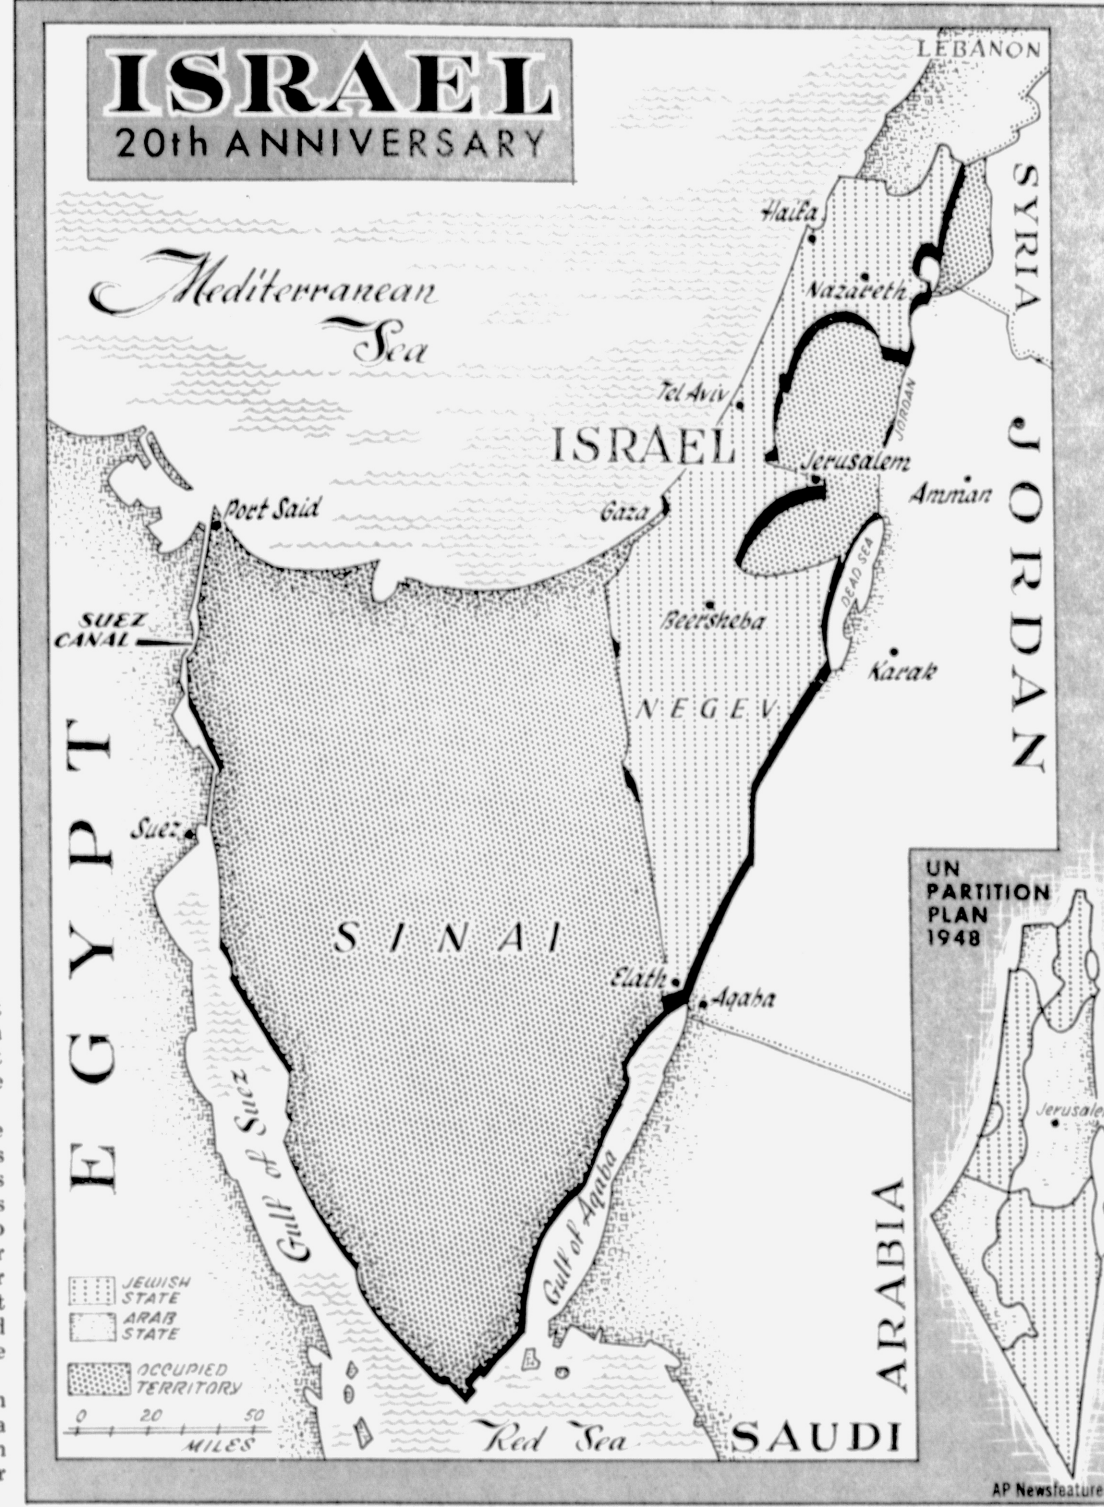 ISRAEL
20th ANNIVERSARY
LEBANON
SYRIA
Mediterranean
Sea
Haifa
Nazareth
Tel Aviv
JORDAN
ISRAEL
Jerusalem
Amman
JORDAN
Port Said
Gaza
DEAD SEA
SUEZ
CANAL
Beersheba
Karak
NEGEV
EGYPT
Suez
SINAI
Elath
Aqaba
UN
PARTITION
PLAN
1948
Jerusale
Gulf of Suez
Gulf of Aqaba
SAUDI
ARABIA
JEWISH
STATE
ARAB
STATE
OCCUPIED
TERRITORY
0 20 50
MILES
Red Sea
AP Newsfeature